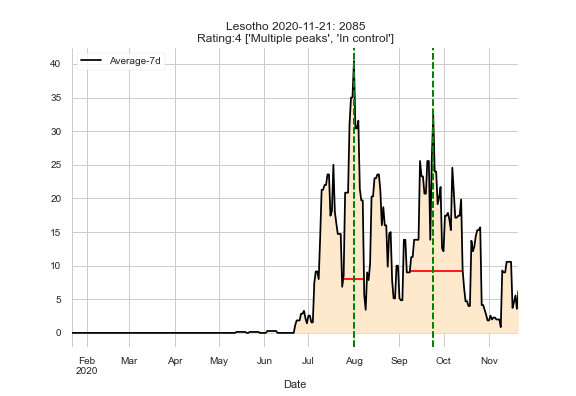 Lesotho 2020-11-21: 2085
Rating:4 ['Multiple peaks', 'In control']
Average-7d
40
35
30
25
20
15
10
5
0
Feb Mar Apr May Jun Jul Aug Sep Oct Nov
2020
Date